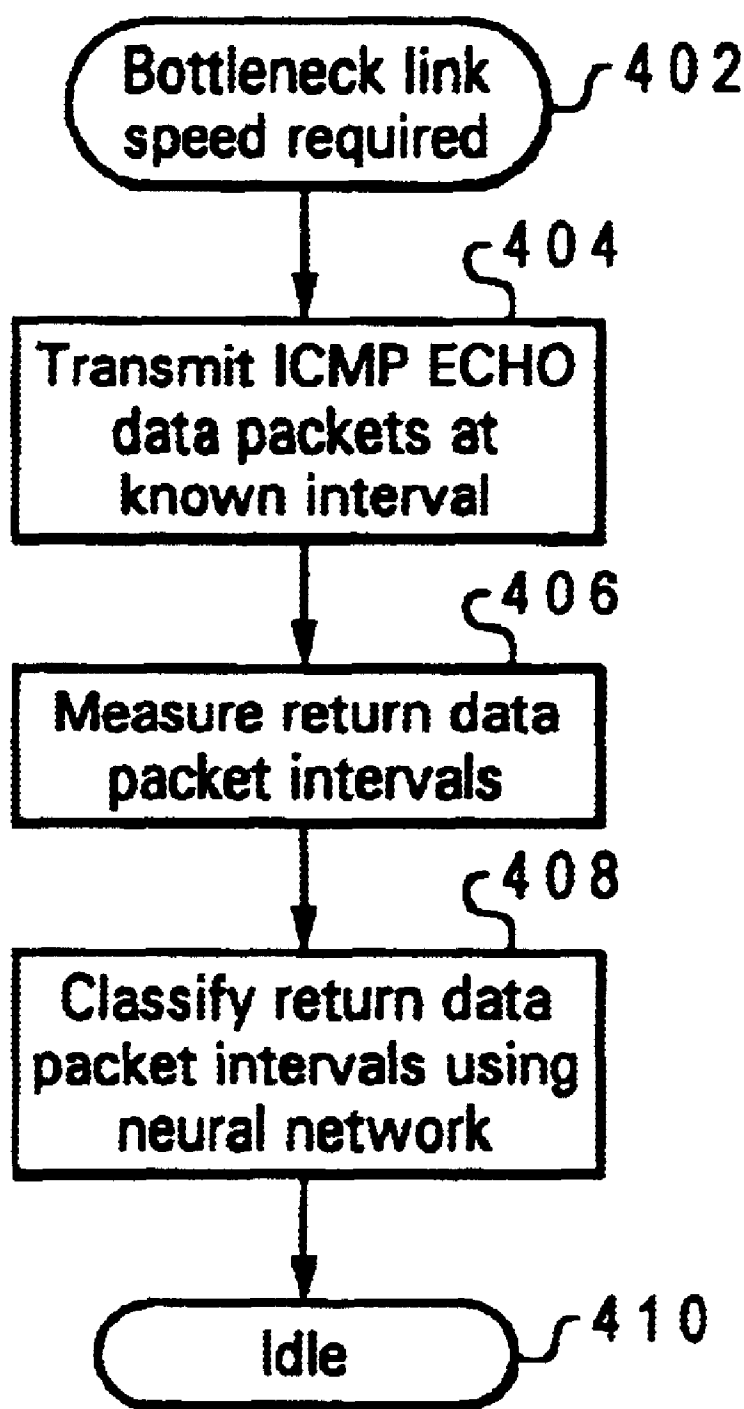 Bottleneck link
speed required
402
404
Transmit ICMP ECHO
data packets at
known interval
406
Measure return data
packet intervals
408
Classify return data
packet intervals using
neural network
Idle
410